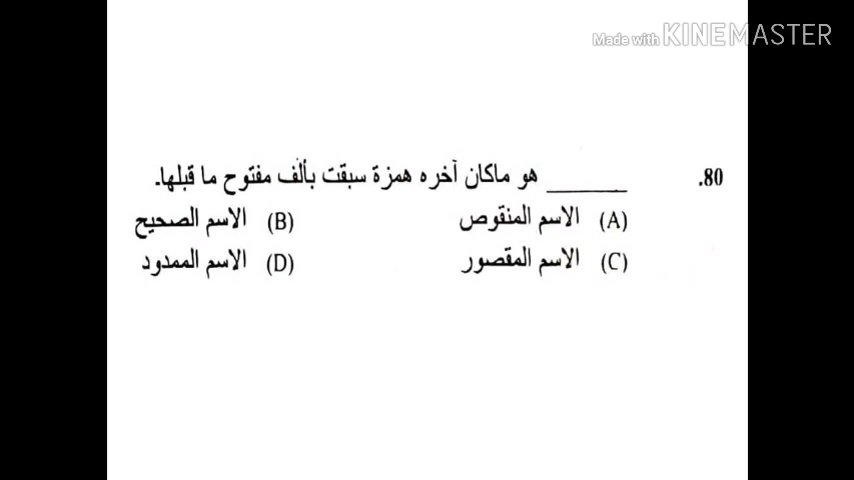 Made with KINEMASTER
80. ______ هو ماكان آخره همزة سبقت بألف مفتوح ما قبلها۔
(A) الاسم المنقوص (B) الاسم الصحيح
(C) الاسم المقصور (D) الاسم الممدود